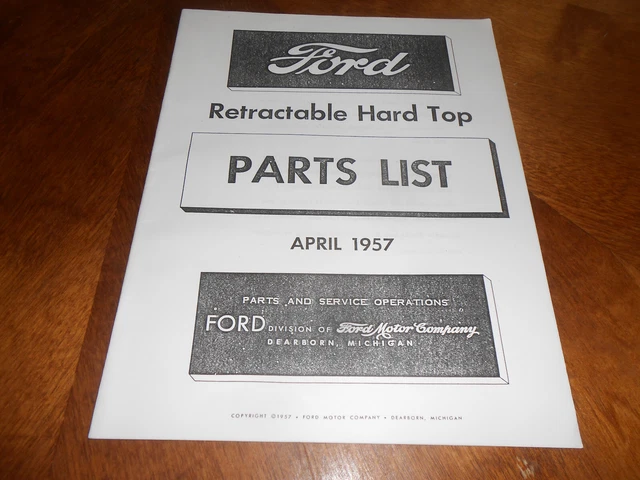 Ford
Retractable Hard Top
PARTS LIST
APRIL 1957
PARTS AND SERVICE OPERATIONS
FORD DIVISION OF Ford Motor Company
DEARBORN, MICHIGAN
COPYRIGHT ©1957 • FORD MOTOR COMPANY • DEARBORN, MICHIGAN